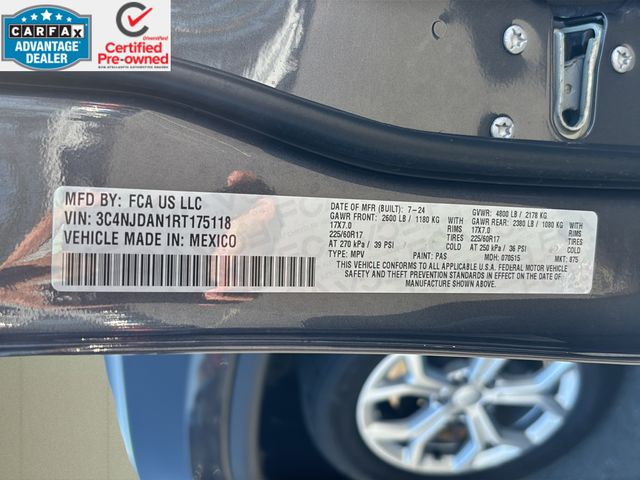 CARFAX
ADVANTAGE
DEALER
Certified
Pre-owned
MFD BY: FCA US LLC
VIN: 3C4NJDAN1RT175118
VEHICLE MADE IN: MEXICO
DATE OF MFR (BUILT): 7-24
GVWR: 4800 LB / 2178 KG
GAWR FRONT: 2600 LB / 1180 KG WITH
GAWR REAR: 2380 LB / 1080 KG WITH
17X7.0
TIRES
17X7.0
TIRES
225/60R17
RIMS AT
225/60R17
RIMS AT
AT 270 kPa / 39 PSI
COLD
AT 250 kPa / 36 PSI
COLD
TYPE: MPV
PAINT: PAS
MDH: 070515
MKT: 875
THIS VEHICLE CONFORMS TO ALL APPLICABLE U.S.A. FEDERAL MOTOR VEHICLE
SAFETY AND THEFT PREVENTION STANDARDS IN EFFECT ON THE DATE OF
MANUFACTURE SHOWN ABOVE.